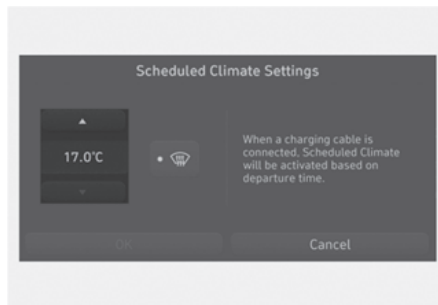 Scheduled Climate Settings
17.0°C
When a charging cable is
connected, Scheduled Climate
will be activated based on
departure time.
OK
Cancel